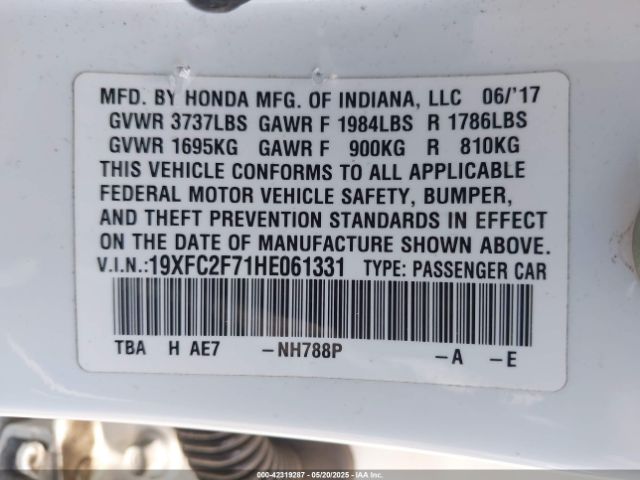 MFD. BY HONDA MFG. OF INDIANA, LLC 06/'17
GVWR 3737LBS GAWR F 1984LBS R 1786LBS
GVWR 1695KG GAWR F 900KG R 810KG
THIS VEHICLE CONFORMS TO ALL APPLICABLE
FEDERAL MOTOR VEHICLE SAFETY, BUMPER,
AND THEFT PREVENTION STANDARDS IN EFFECT
ON THE DATE OF MANUFACTURE SHOWN ABOVE.
V.I.N.:19XFC2F71HE061331 TYPE: PASSENGER CAR
TBA H AE7 –NH788P –A –E
000-42319287 - 05/20/2025 - IAAI.COM